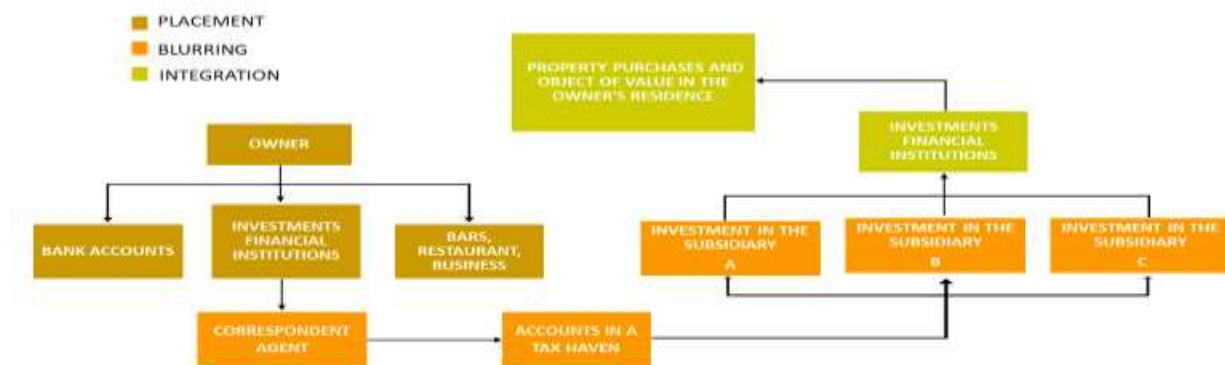 PLACEMENT
BLURRING
INTEGRATION
PROPERTY PURCHASES AND
OBJECT OF VALUE IN THE
OWNER'S RESIDENCE
OWNER
INVESTMENTS
FINANCIAL
INSTITUTIONS
BANK ACCOUNTS
INVESTMENTS
FINANCIAL
INSTITUTIONS
BARS,
RESTAURANT,
BUSINESS
INVESTMENT IN THE
SUBSIDIARY
A
INVESTMENT IN THE
SUBSIDIARY
B
INVESTMENT IN THE
SUBSIDIARY
C
CORRESPONDENT
AGENT
ACCOUNTS IN A
TAX HAVEN